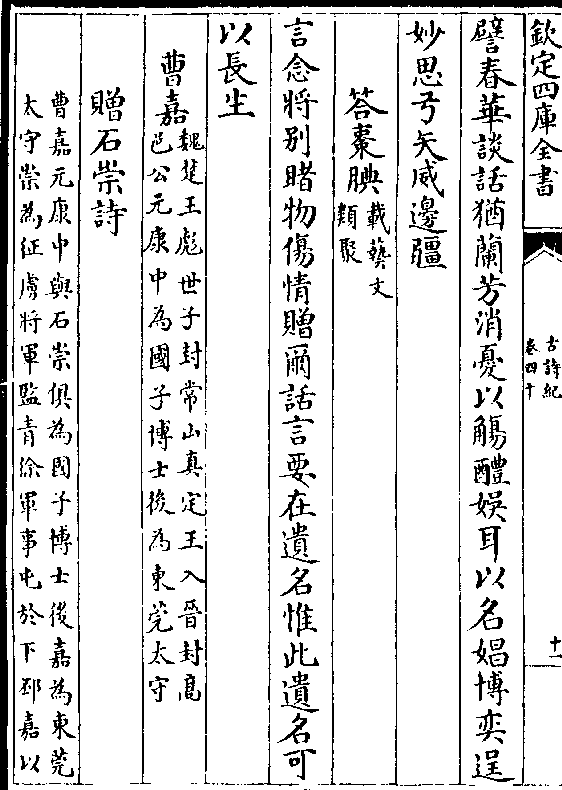 欽定四庫全書
古詩紀
卷四十
十一
譬春華談話猶蘭芳消憂以觴醴娱耳以名娼博奕逞
妙思弓矢威邊疆
答棗腆
載藝文
類聚
言念將别睹物傷情贈爾話言要在遺名惟此遺名可
以長生
曹嘉
魏楚王彪世子封常山真定王入晉封髙
邑公元康中為國子博士後為東莞太守
贈石崇詩
曹嘉元康中與石崇俱為國子博士後嘉為東莞
太守崇為征虜將軍監青徐軍事屯於下邳嘉以